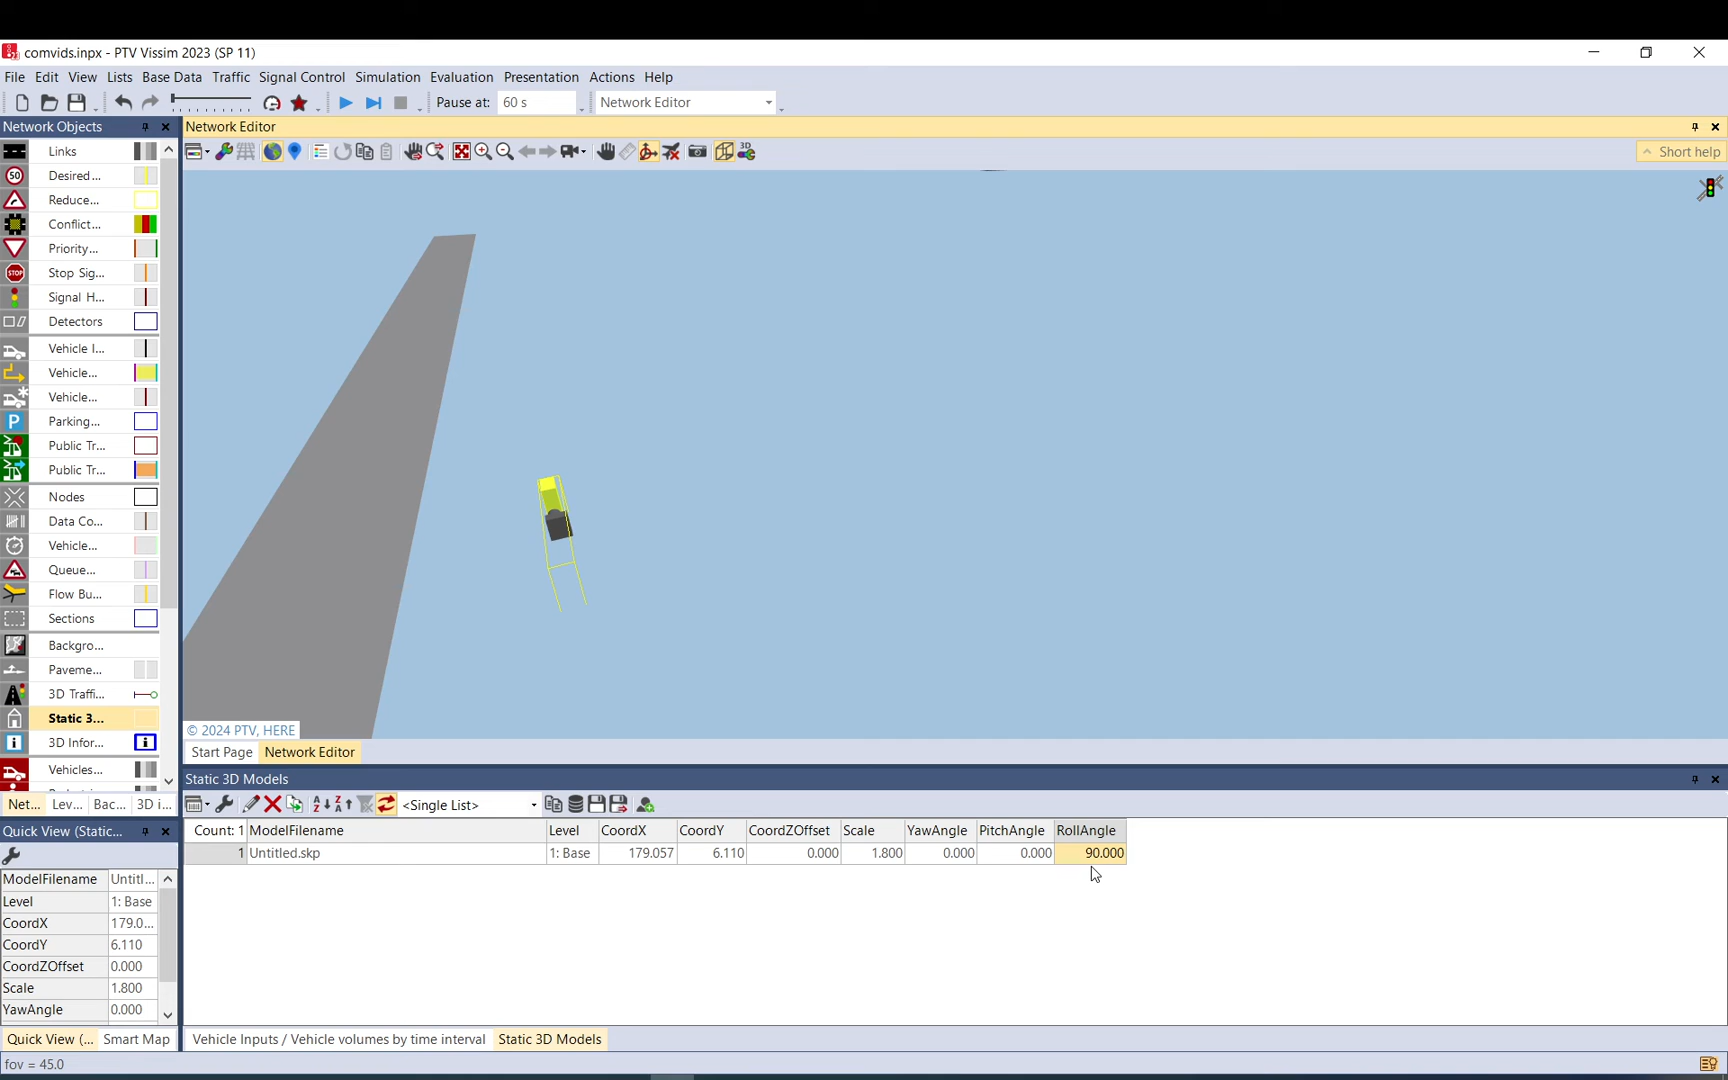 comvids.inpx - PTV Vissim 2023 (SP 11)
File Edit View Lists Base Data Traffic Signal Control Simulation Evaluation Presentation Actions Help
Pause at: 60 s Network Editor
Network Objects
Network Editor
Short help
Links
50 Desired...
Reduce...
Conflict...
Priority...
STOP Stop Sig...
Signal H...
Detectors
Vehicle I...
Vehicle...
Vehicle...
P Parking...
Public Tr...
Public Tr...
Nodes
Data Co...
Vehicle...
Queue...
Flow Bu...
Sections
Backgro...
Paveme...
3D Traffi...
Static 3...
3D Infor...
Vehicles...
Net... Lev... Bac... 3D i...
3D
© 2024 PTV, HERE
Start Page Network Editor
Static 3D Models
<Single List>
Count: 1 ModelFilename Level CoordX CoordY CoordZOffset Scale YawAngle PitchAngle RollAngle
1 Untitled.skp 1: Base 179.057 6.110 0.000 1.800 0.000 0.000 90.000
Quick View (Static...
ModelFilename Untitl...
Level 1: Base
CoordX 179.0...
CoordY 6.110
CoordZOffset 0.000
Scale 1.800
YawAngle 0.000
Quick View (... Smart Map
Vehicle Inputs / Vehicle volumes by time interval Static 3D Models
fov = 45.0